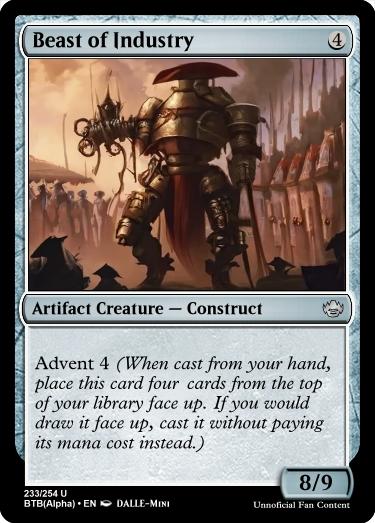 Beast of Industry 4
Artifact Creature — Construct
Advent 4 (When cast from your hand,
place this card four cards from the top
of your library face up. If you would
draw it face up, cast it without paying
its mana cost instead.)
8/9
233/254 U
BTB(Alpha) • EN DALLE-Mini
Unnoficial Fan Content